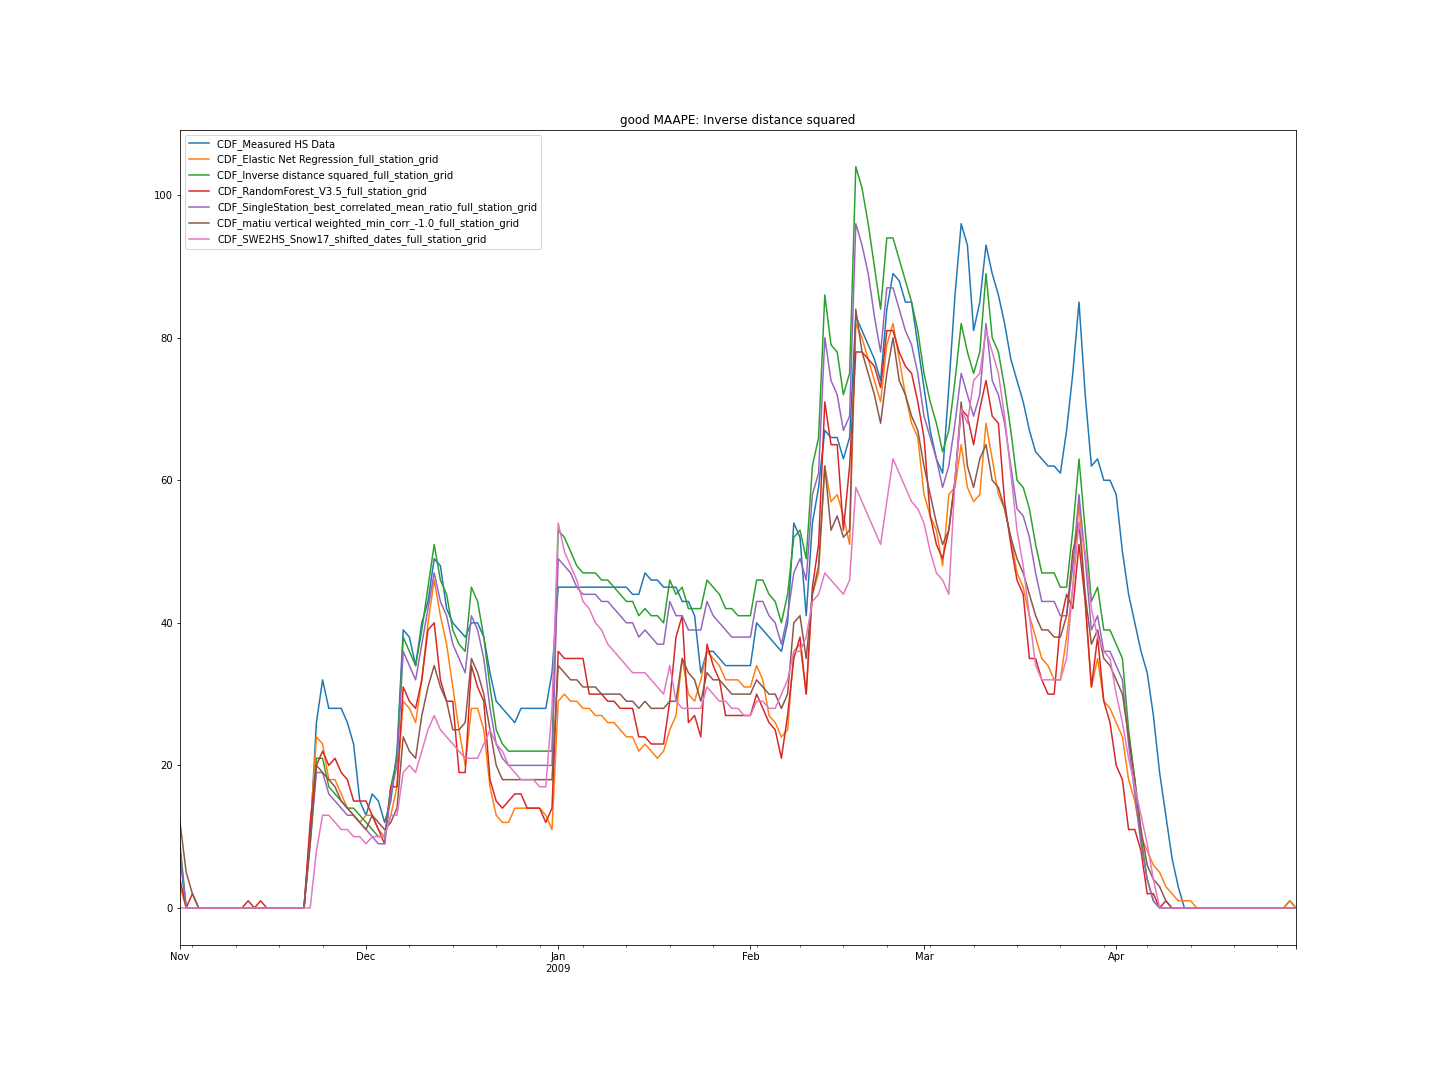 good MAAPE: Inverse distance squared
CDF_Measured HS Data
CDF_Elastic Net Regression_full_station_grid
CDF_Inverse distance squared_full_station_grid
CDF_RandomForest_V3.5_full_station_grid
CDF_SingleStation_best_correlated_mean_ratio_full_station_grid
CDF_matiu vertical weighted_min_corr_-1.0_full_station_grid
CDF_SWE2HS_Snow17_shifted_dates_full_station_grid
100
80
60
40
20
0
Nov Dec Jan Feb Mar Apr
2009